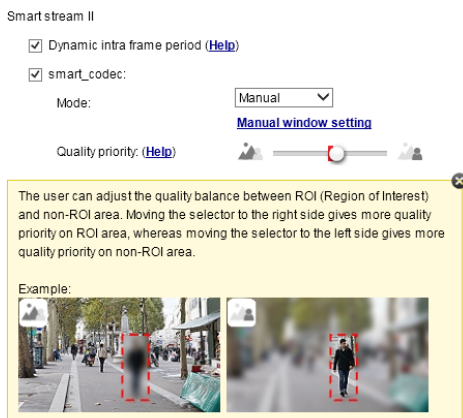 Smart stream II
Dynamic intra frame period (Help)
smart_codec:
Mode: Manual
Manual window setting
Quality priority: (Help)
The user can adjust the quality balance between ROI (Region of Interest)
and non-ROI area. Moving the selector to the right side gives more quality
priority on ROI area, whereas moving the selector to the left side gives more
quality priority on non-ROI area.
Example: